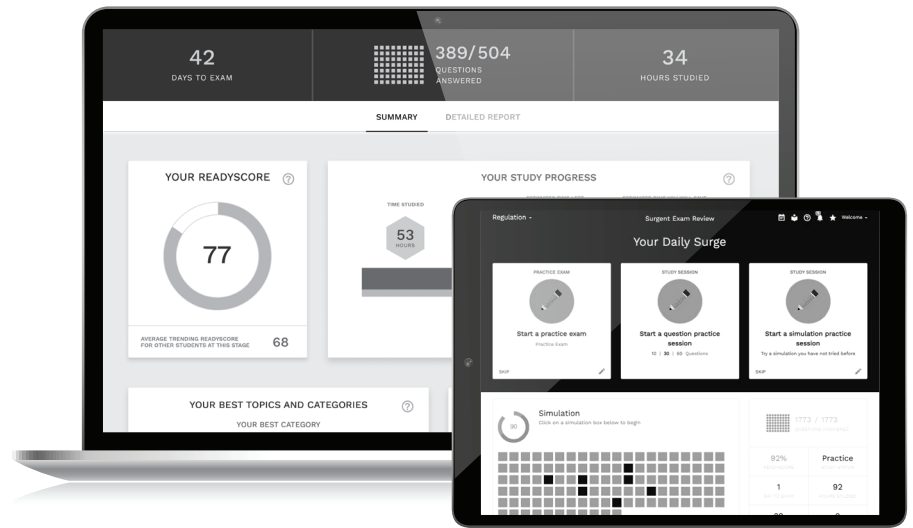 42
DAYS TO EXAM
389/504
QUESTIONS
ANSWERED
34
HOURS STUDIED
SUMMARY
DETAILED REPORT
YOUR READYSCORE ?
77
AVERAGE TRENDING READYSCORE
FOR OTHER STUDENTS AT THIS STAGE
68
YOUR STUDY PROGRESS ?
TIME STUDIED
53
HOURS
YOUR BEST TOPICS AND CATEGORIES ?
YOUR BEST CATEGORY
Regulation
Surgent Exam Review
Welcome
Your Daily Surge
PRACTICE EXAM
Start a practice exam
Practice Exam
SKIP
STUDY SESSION
Start a question practice
session
10 | 30 | 50 Questions
STUDY SESSION
Start a simulation practice
session
Try a simulation you have not tried before
SKIP
90
Simulation
Click on a simulation box below to begin
1773 / 1773
92%
Practice
1
92